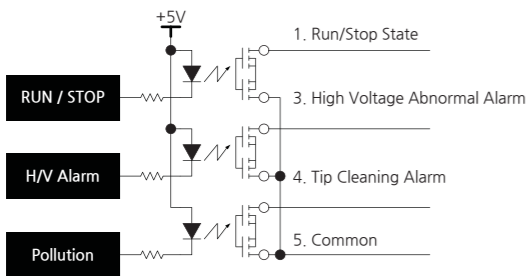 +5V
1. Run/Stop State
RUN / STOP
3. High Voltage Abnormal Alarm
H/V Alarm
4. Tip Cleaning Alarm
5. Common
Pollution